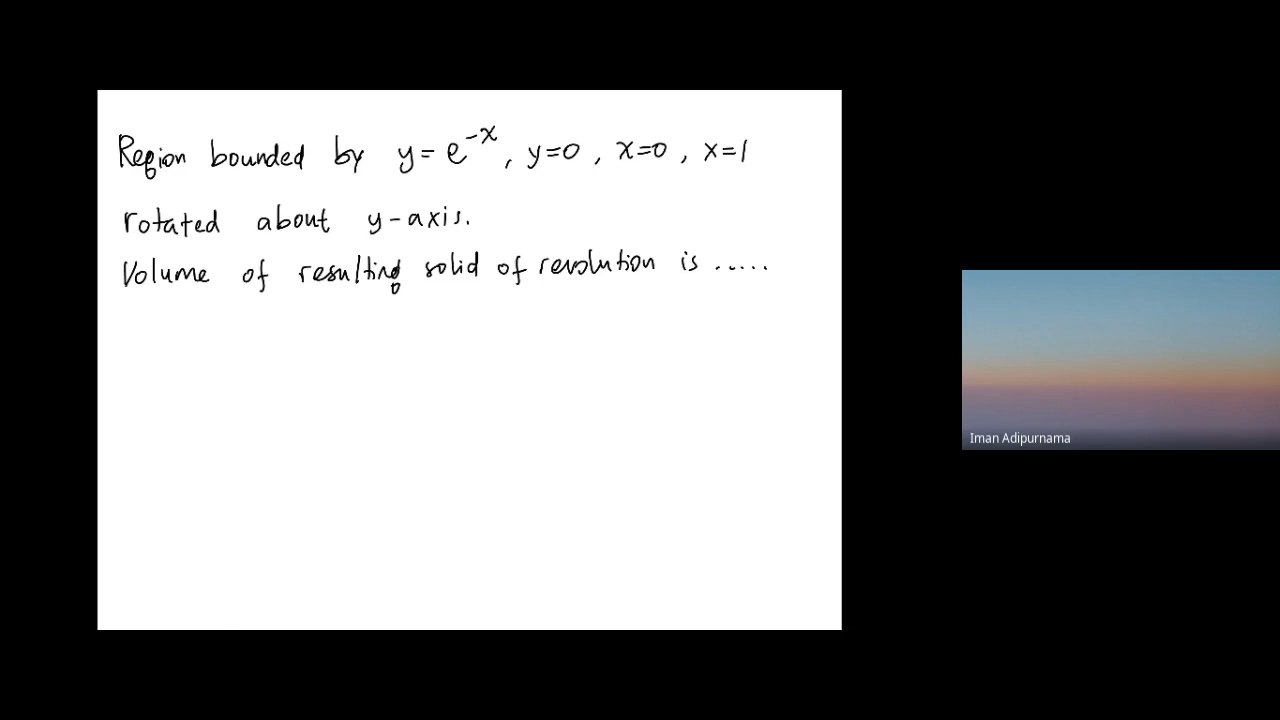 Region bounded by y = e^{-x}, y=0, x=0, x=1
rotated about y-axis.
Volume of resulting solid of revolution is .....
Iman Adipurnama